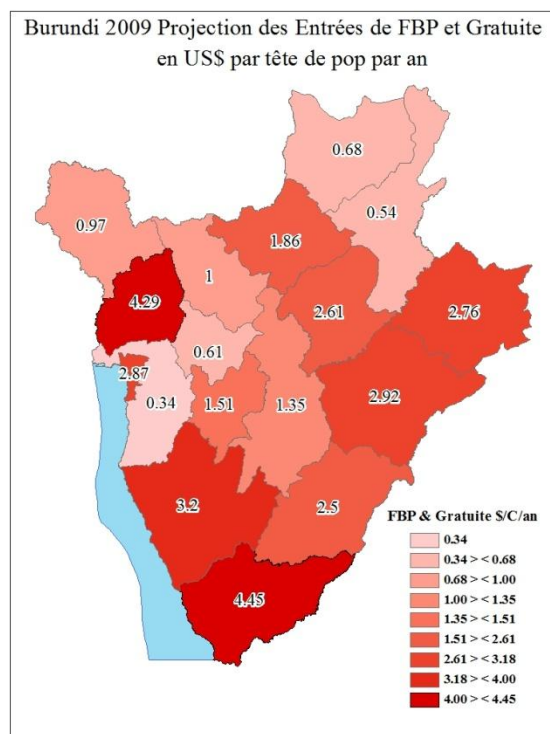 Burundi 2009 Projection des Entrées de FBP et Gratuite
en US$ par tête de pop par an
0.68
0.54
0.97
1.86
1
4.29
2.61
2.76
0.61
2.87
0.34
1.51
1.35
2.92
3.2
2.5
4.45
FBP & Gratuite $/C/an
0.34
0.34 > < 0.68
0.68 > < 1.00
1.00 > < 1.35
1.35 > < 1.51
1.51 > < 2.61
2.61 > < 3.18
3.18 > < 4.00
4.00 > < 4.45